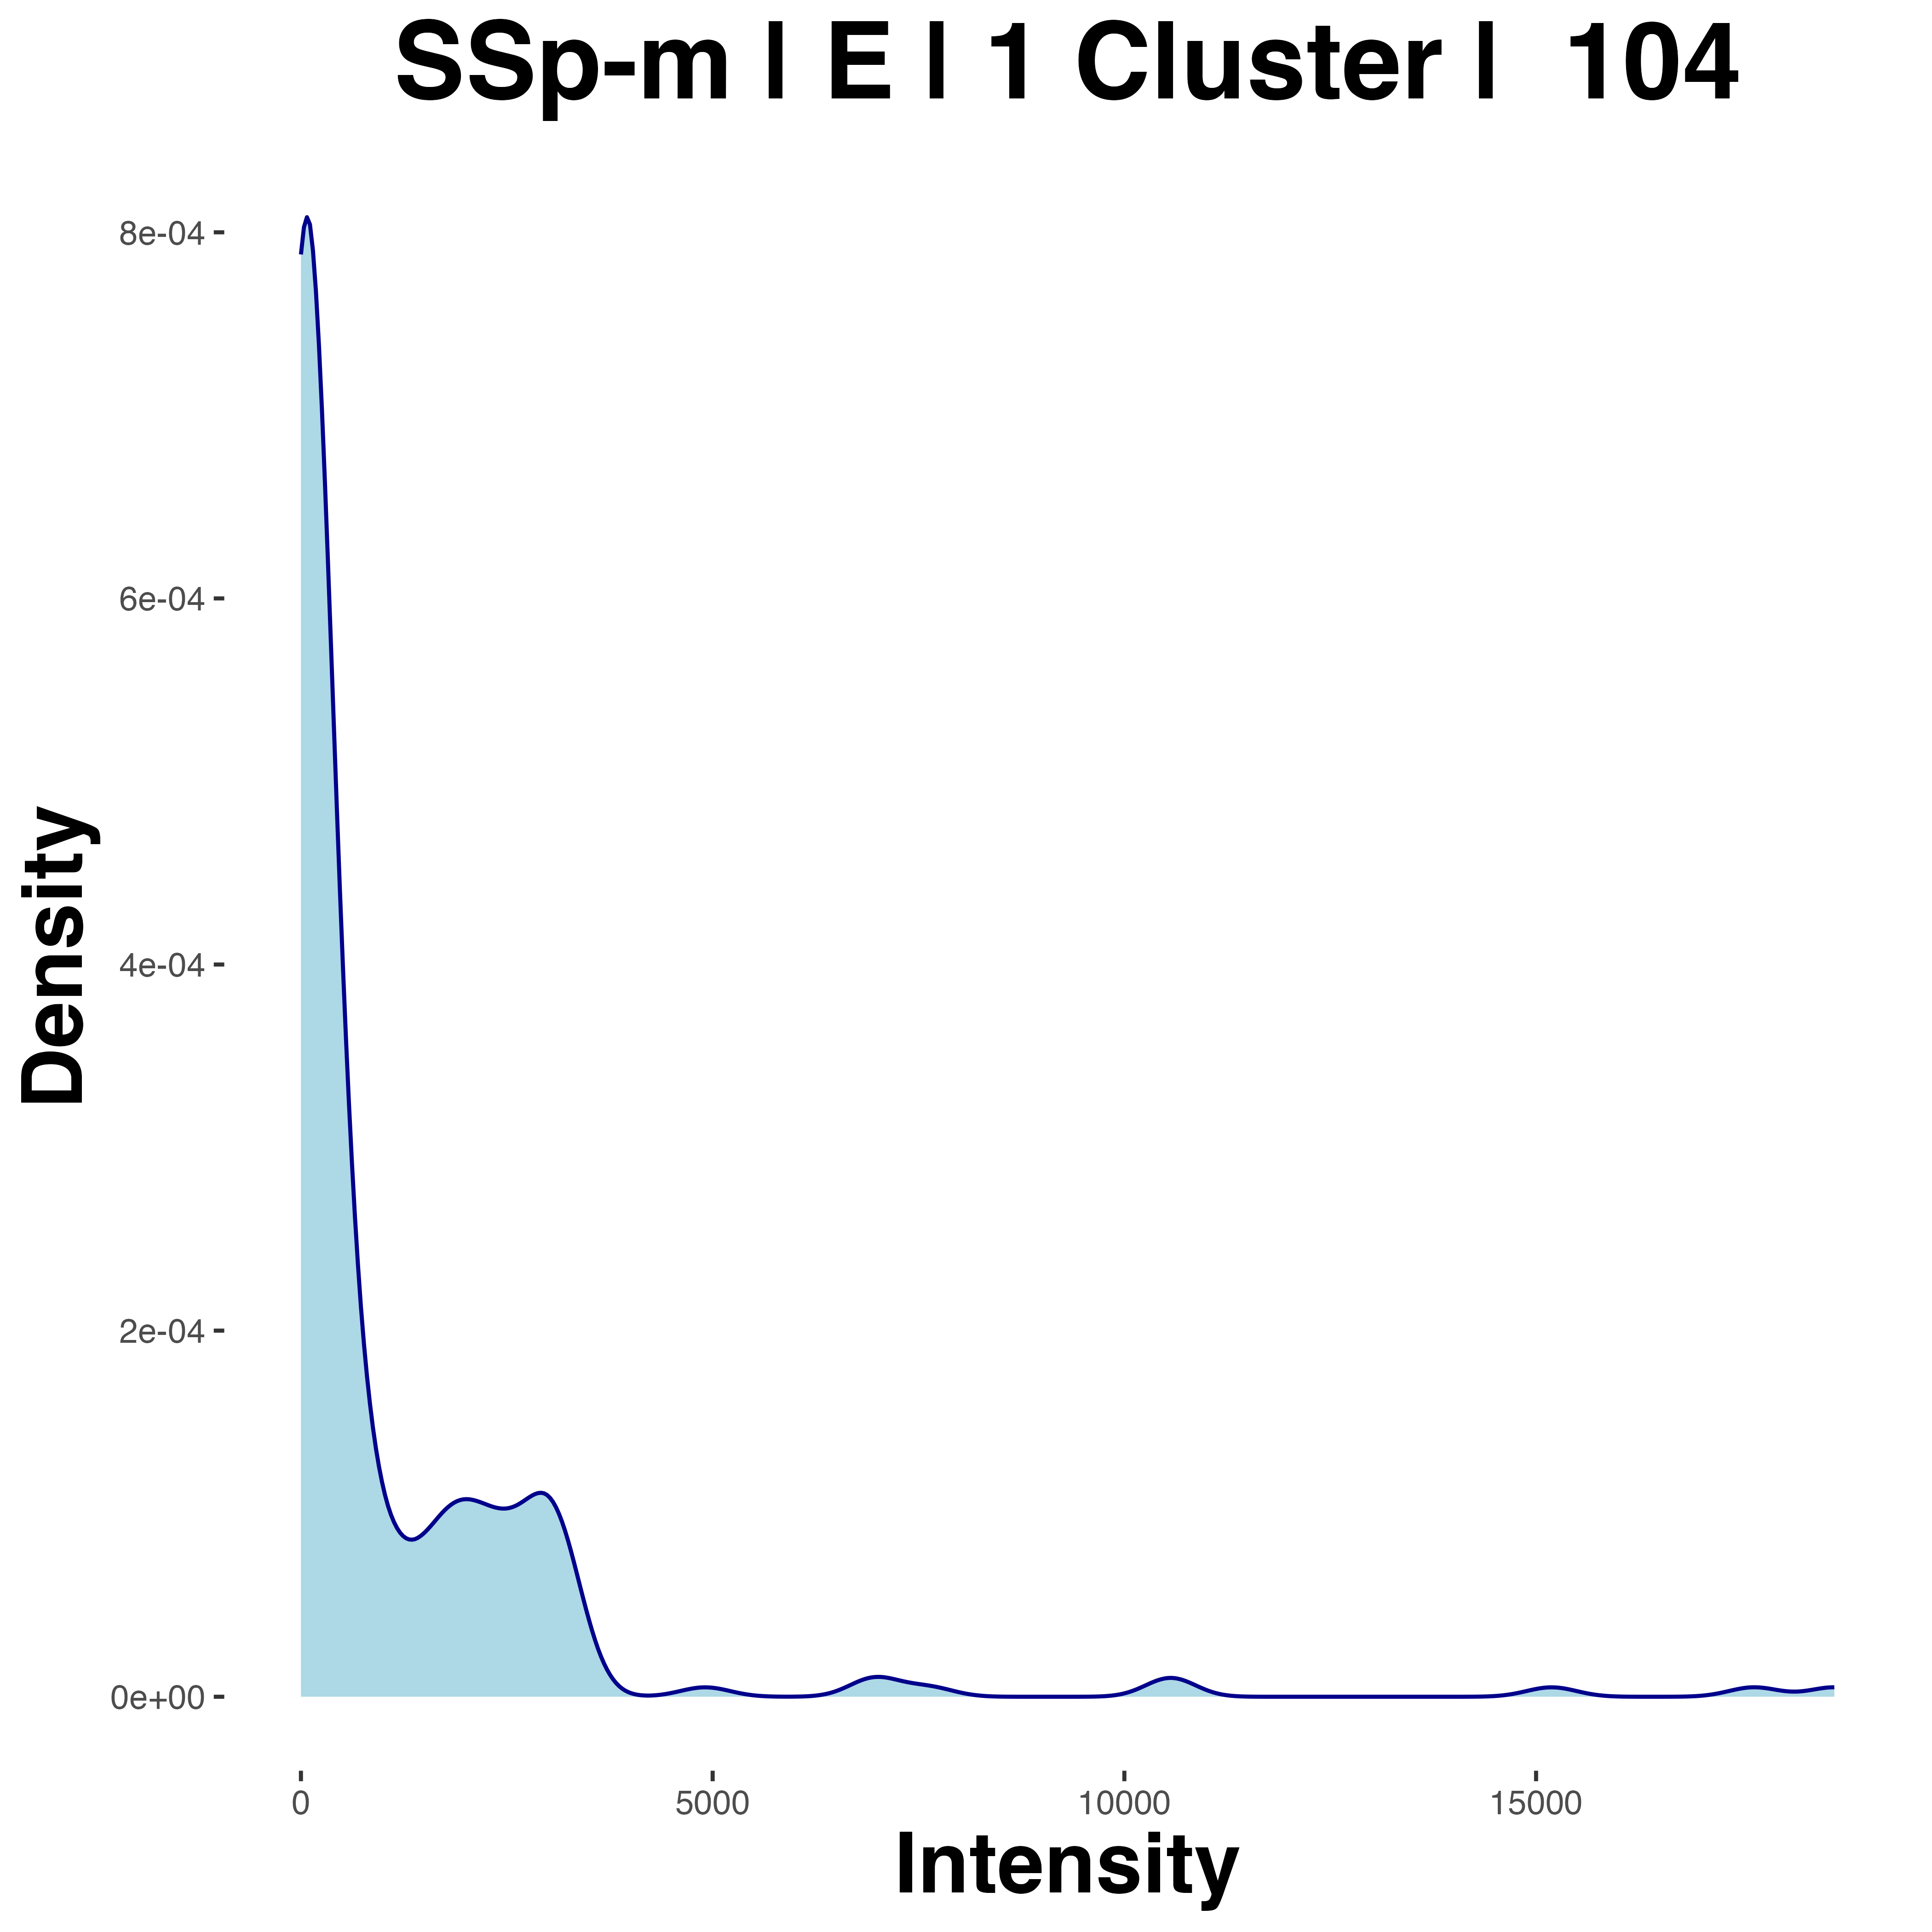 SSp-m | E | 1 Cluster |  104
8e-04
6e-04
4e-04
2e-04
0e+00
Density
0 5000 10000 15000
Intensity